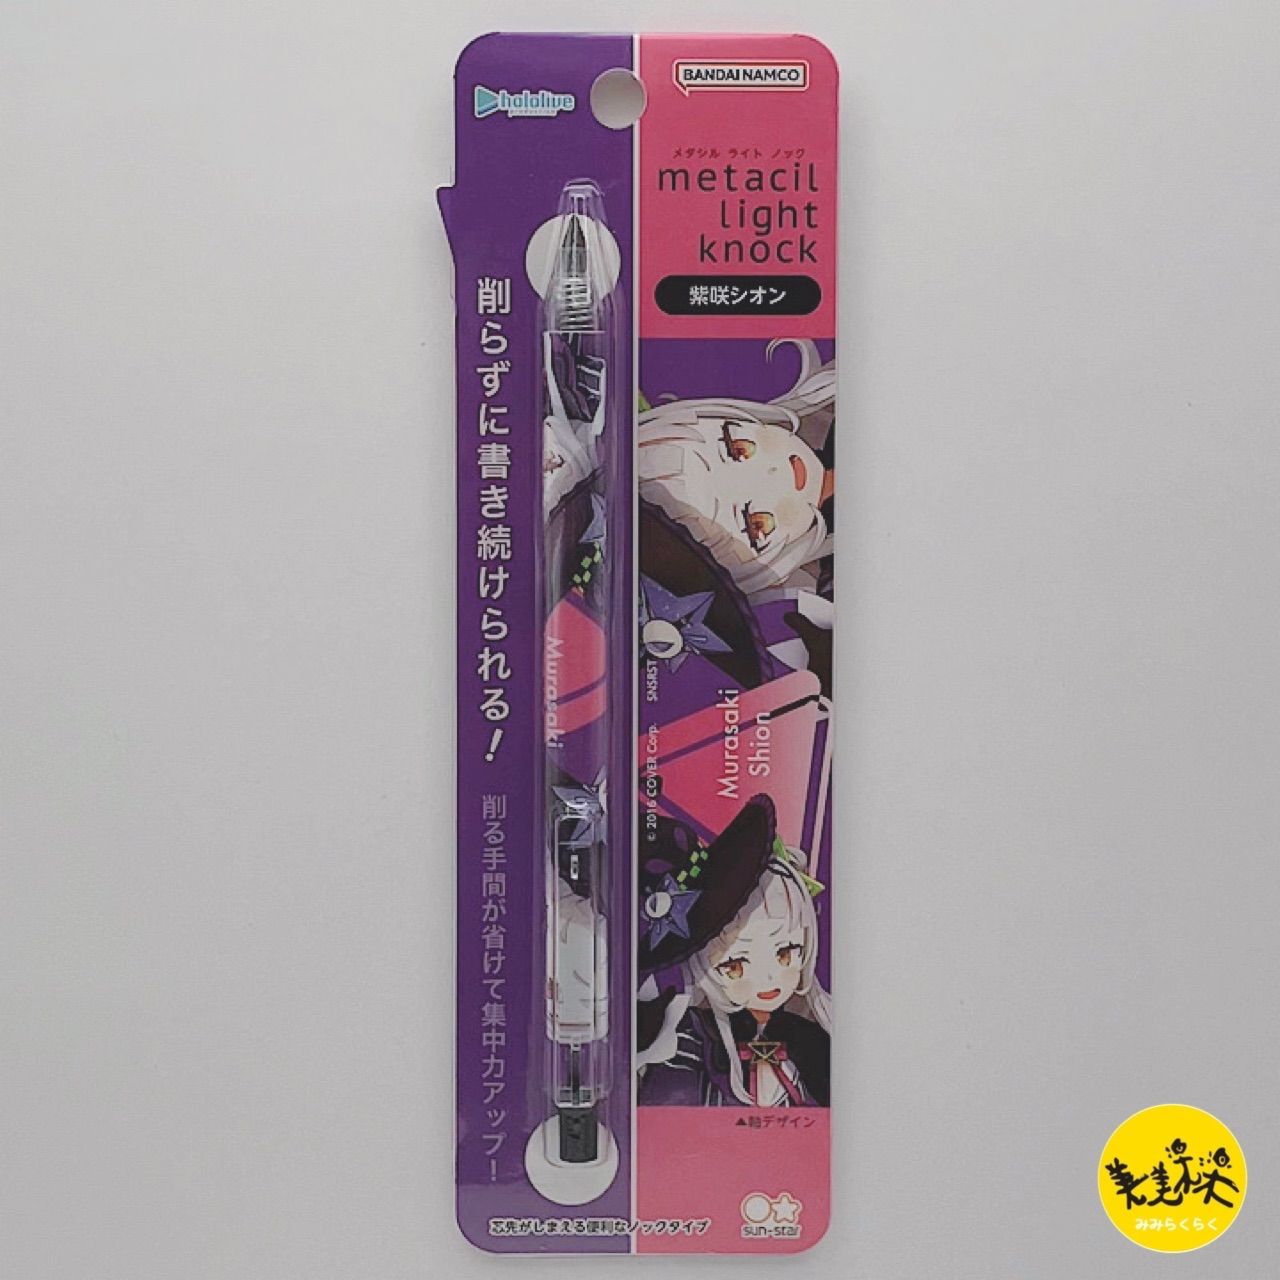 hololive
production
BANDAI NAMCO
メタシル ライト ノック
metacil
light
knock
紫咲シオン
削らずに書き続けられる!
削る手間が省けて集中力アップ!
Murasaki
Murasaki
Shion
© 2016 COVER Corp. SNSRST
▲軸デザイン
芯先がしまえる便利なノックタイプ
sun-star
みみらくらく